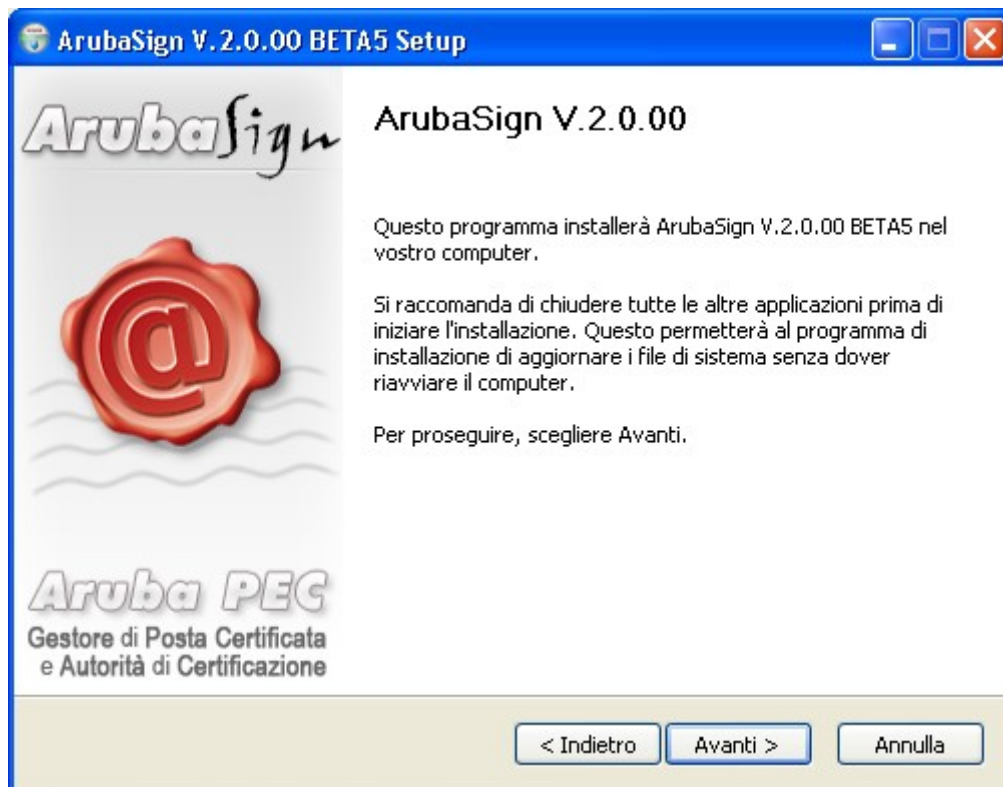 ArubaSign V.2.0.00 BETA5 Setup
ArubaSign
ArubaSign V.2.0.00
Questo programma installerà ArubaSign V.2.0.00 BETA5 nel
vostro computer.
Si raccomanda di chiudere tutte le altre applicazioni prima di
iniziare l'installazione. Questo permetterà al programma di
installazione di aggiornare i file di sistema senza dover
riavviare il computer.
Per proseguire, scegliere Avanti.
@
Aruba PEC
Gestore di Posta Certificata
e Autorità di Certificazione
< Indietro
Avanti >
Annulla